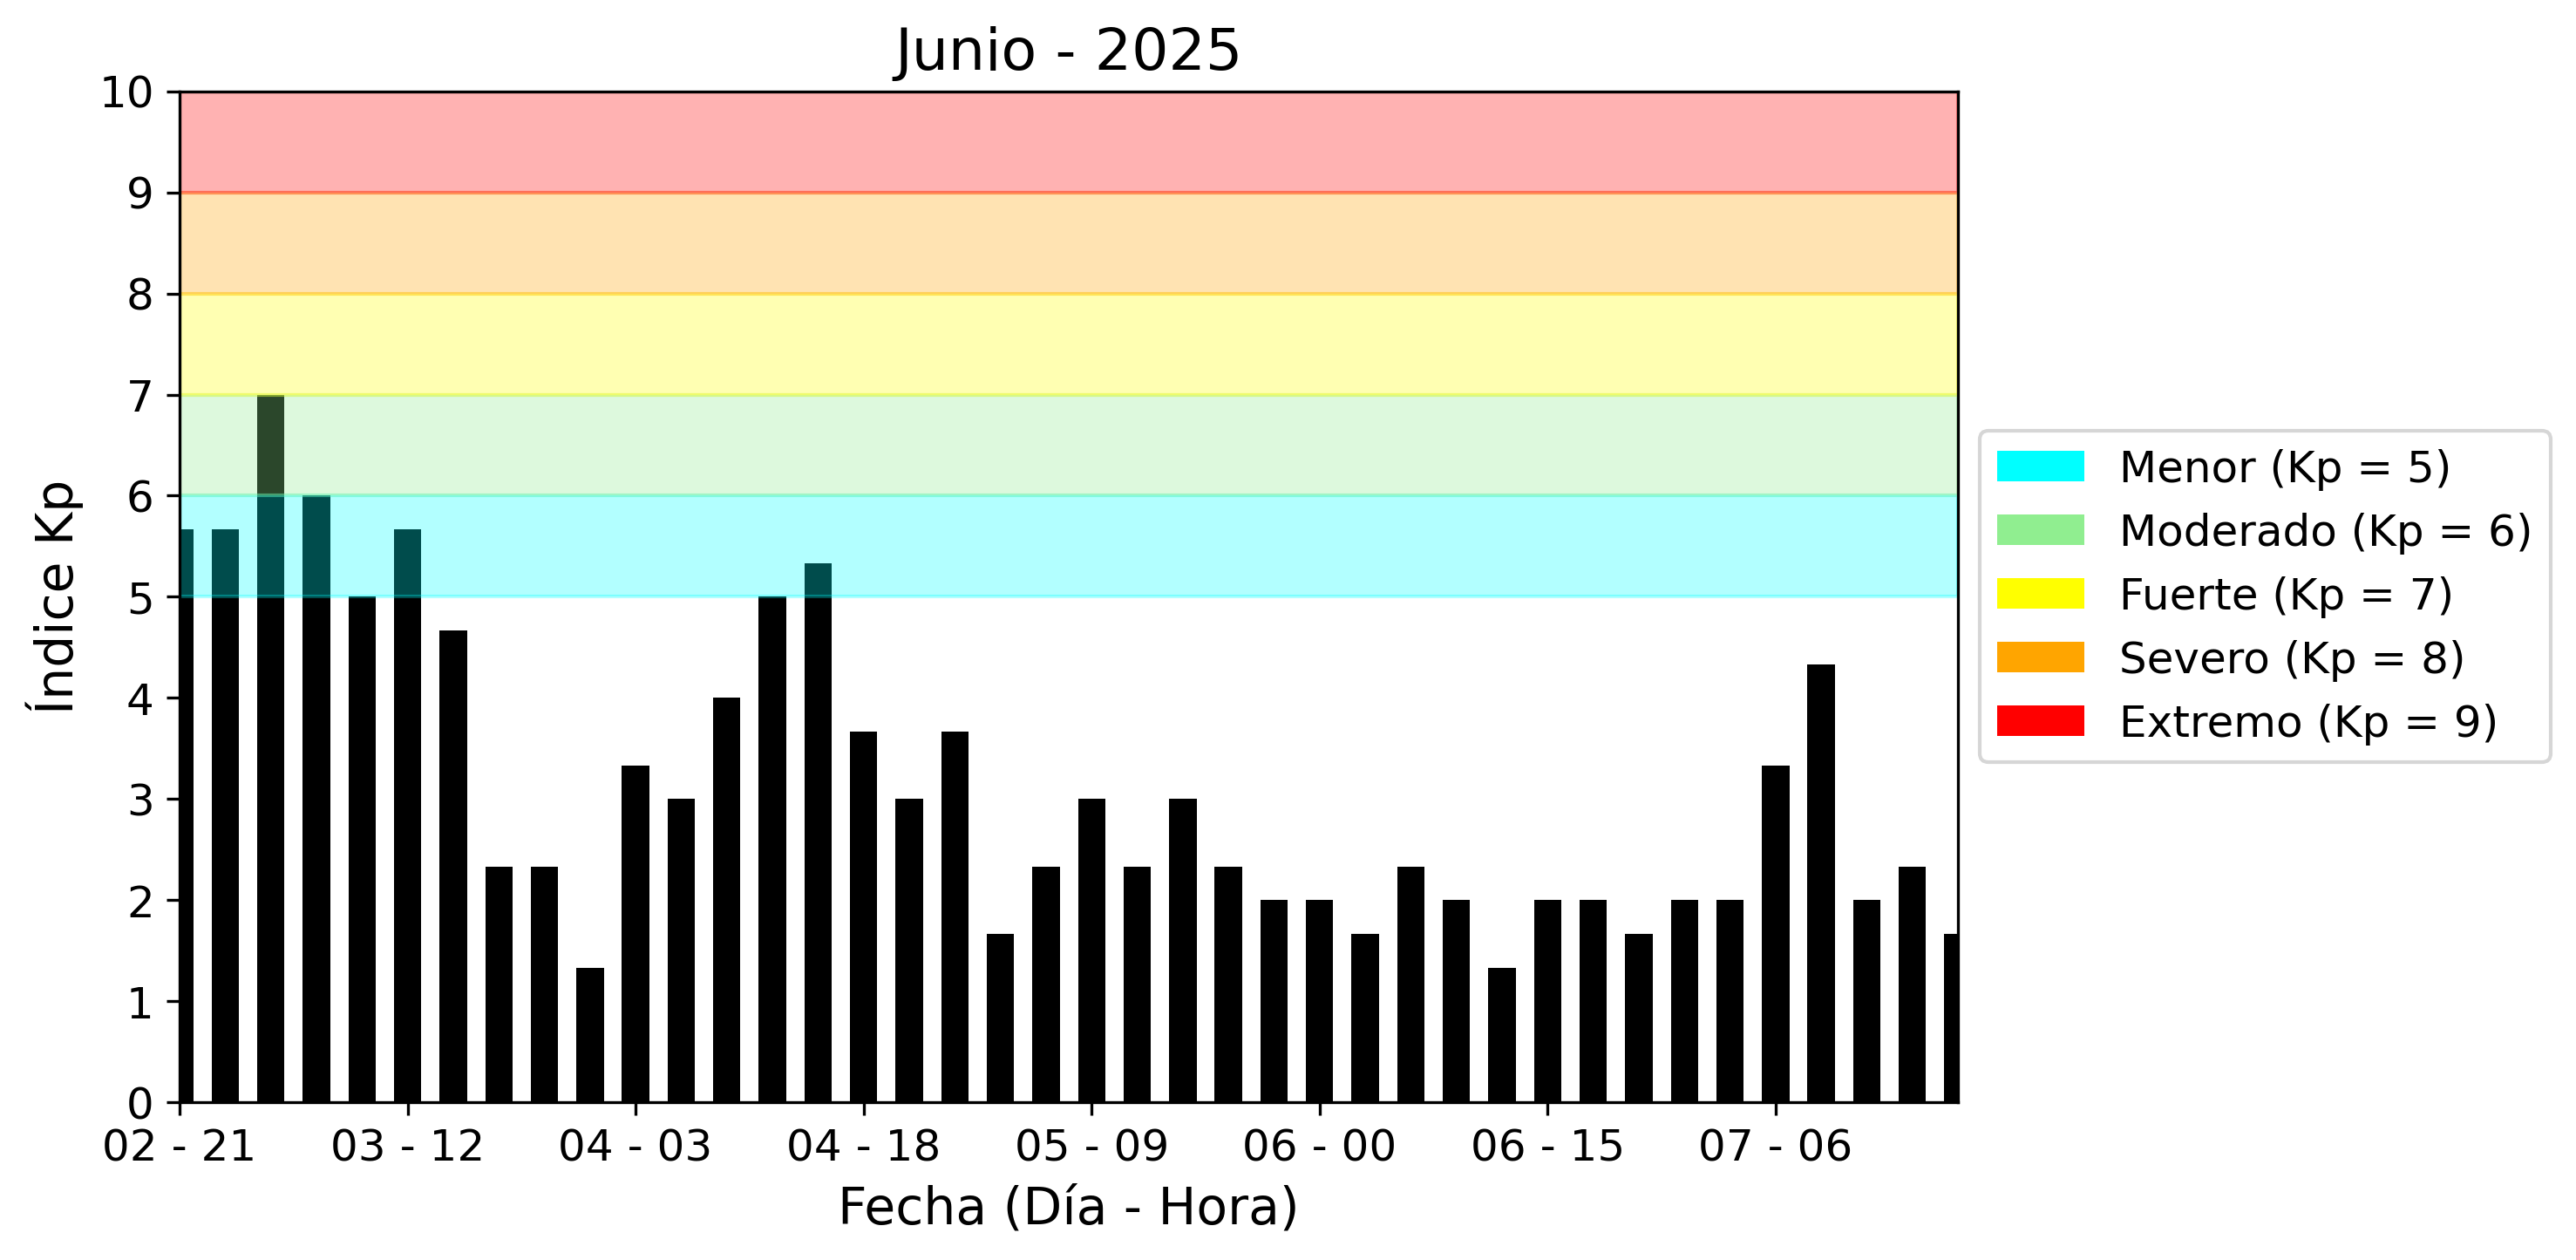 Junio - 2025
Índice Kp
10
9
8
7
6
5
4
3
2
1
0
02 - 21
03 - 12
04 - 03
04 - 18
05 - 09
06 - 00
06 - 15
07 - 06
Fecha (Día - Hora)
Menor (Kp = 5)
Moderado (Kp = 6)
Fuerte (Kp = 7)
Severo (Kp = 8)
Extremo (Kp = 9)